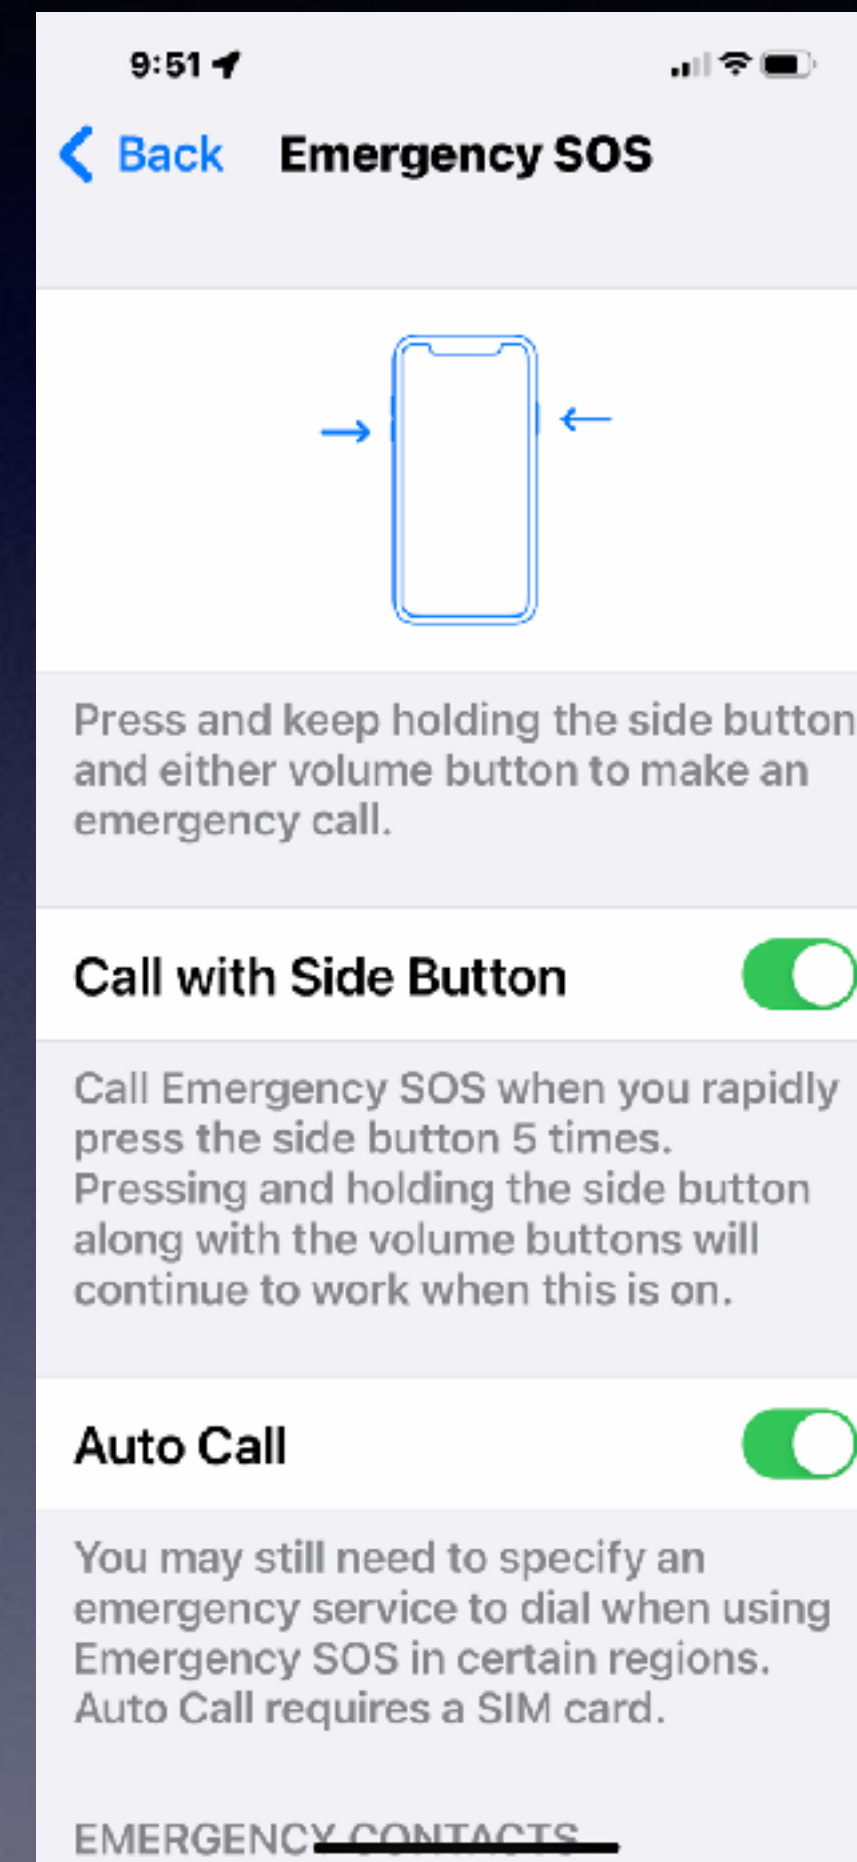 9:51
Back Emergency SOS
Press and keep holding the side button
and either volume button to make an
emergency call.
Call with Side Button
Call Emergency SOS when you rapidly
press the side button 5 times.
Pressing and holding the side button
along with the volume buttons will
continue to work when this is on.
Auto Call
You may still need to specify an
emergency service to dial when using
Emergency SOS in certain regions.
Auto Call requires a SIM card.
EMERGENCY CONTACTS